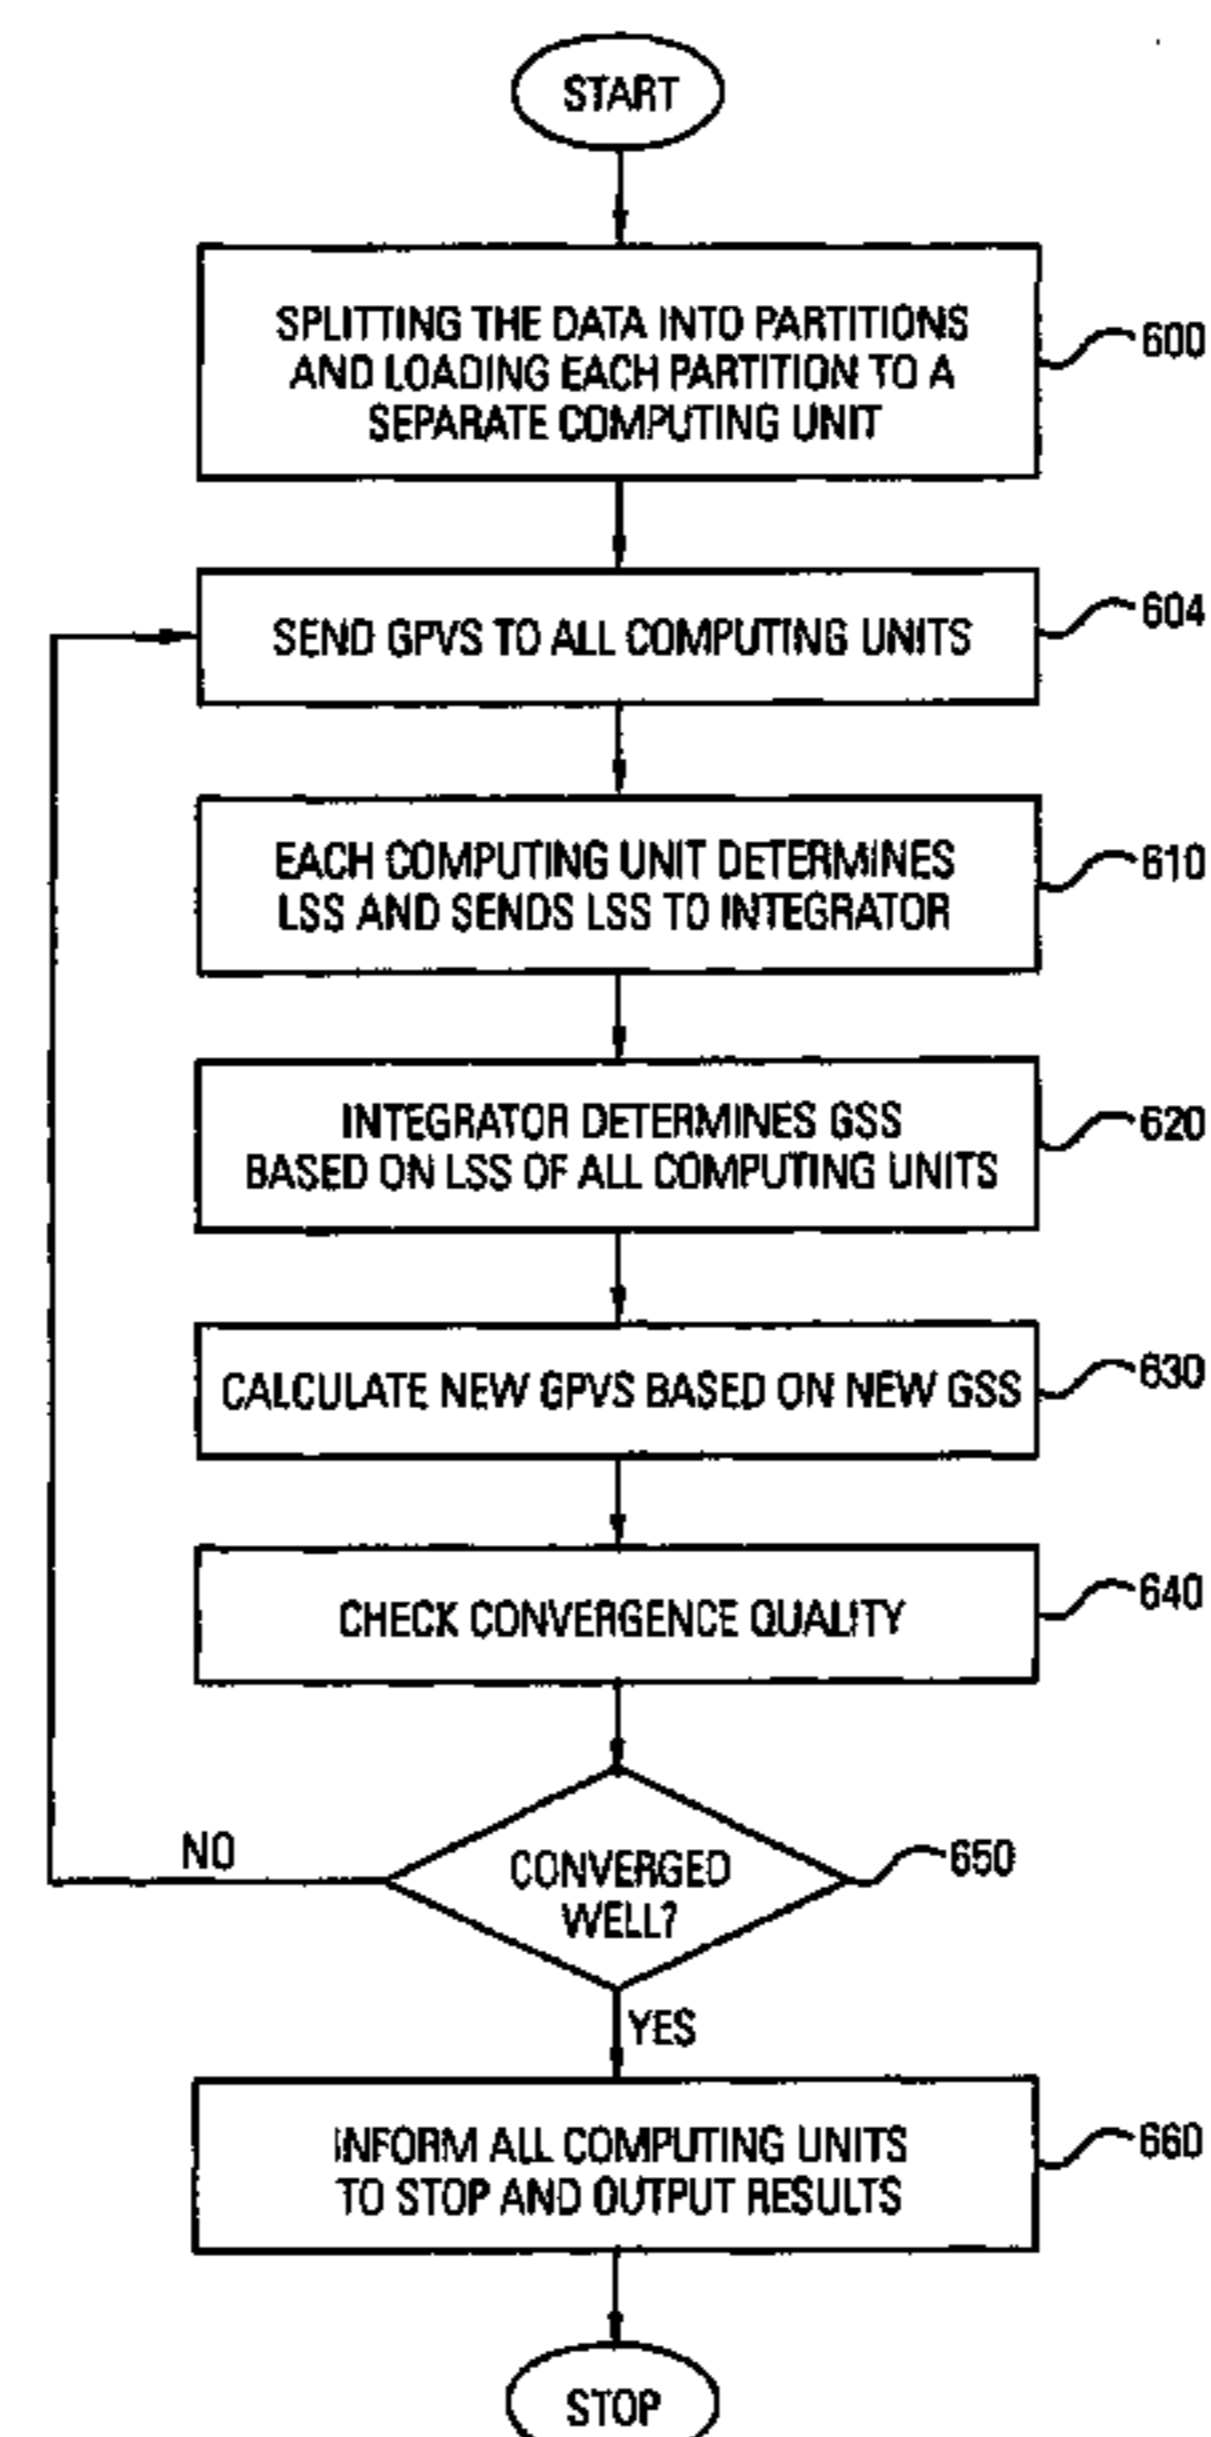 START
SPLITTING THE DATA INTO PARTITIONS
AND LOADING EACH PARTITION TO A
SEPARATE COMPUTING UNIT
600
SEND GPVS TO ALL COMPUTING UNITS
604
EACH COMPUTING UNIT DETERMINES
LSS AND SENDS LSS TO INTEGRATOR
610
INTEGRATOR DETERMINES GSS
BASED ON LSS OF ALL COMPUTING UNITS
620
CALCULATE NEW GPVS BASED ON NEW GSS
630
CHECK CONVERGENCE QUALITY
640
NO
CONVERGED
WELL?
650
YES
INFORM ALL COMPUTING UNITS
TO STOP AND OUTPUT RESULTS
660
STOP